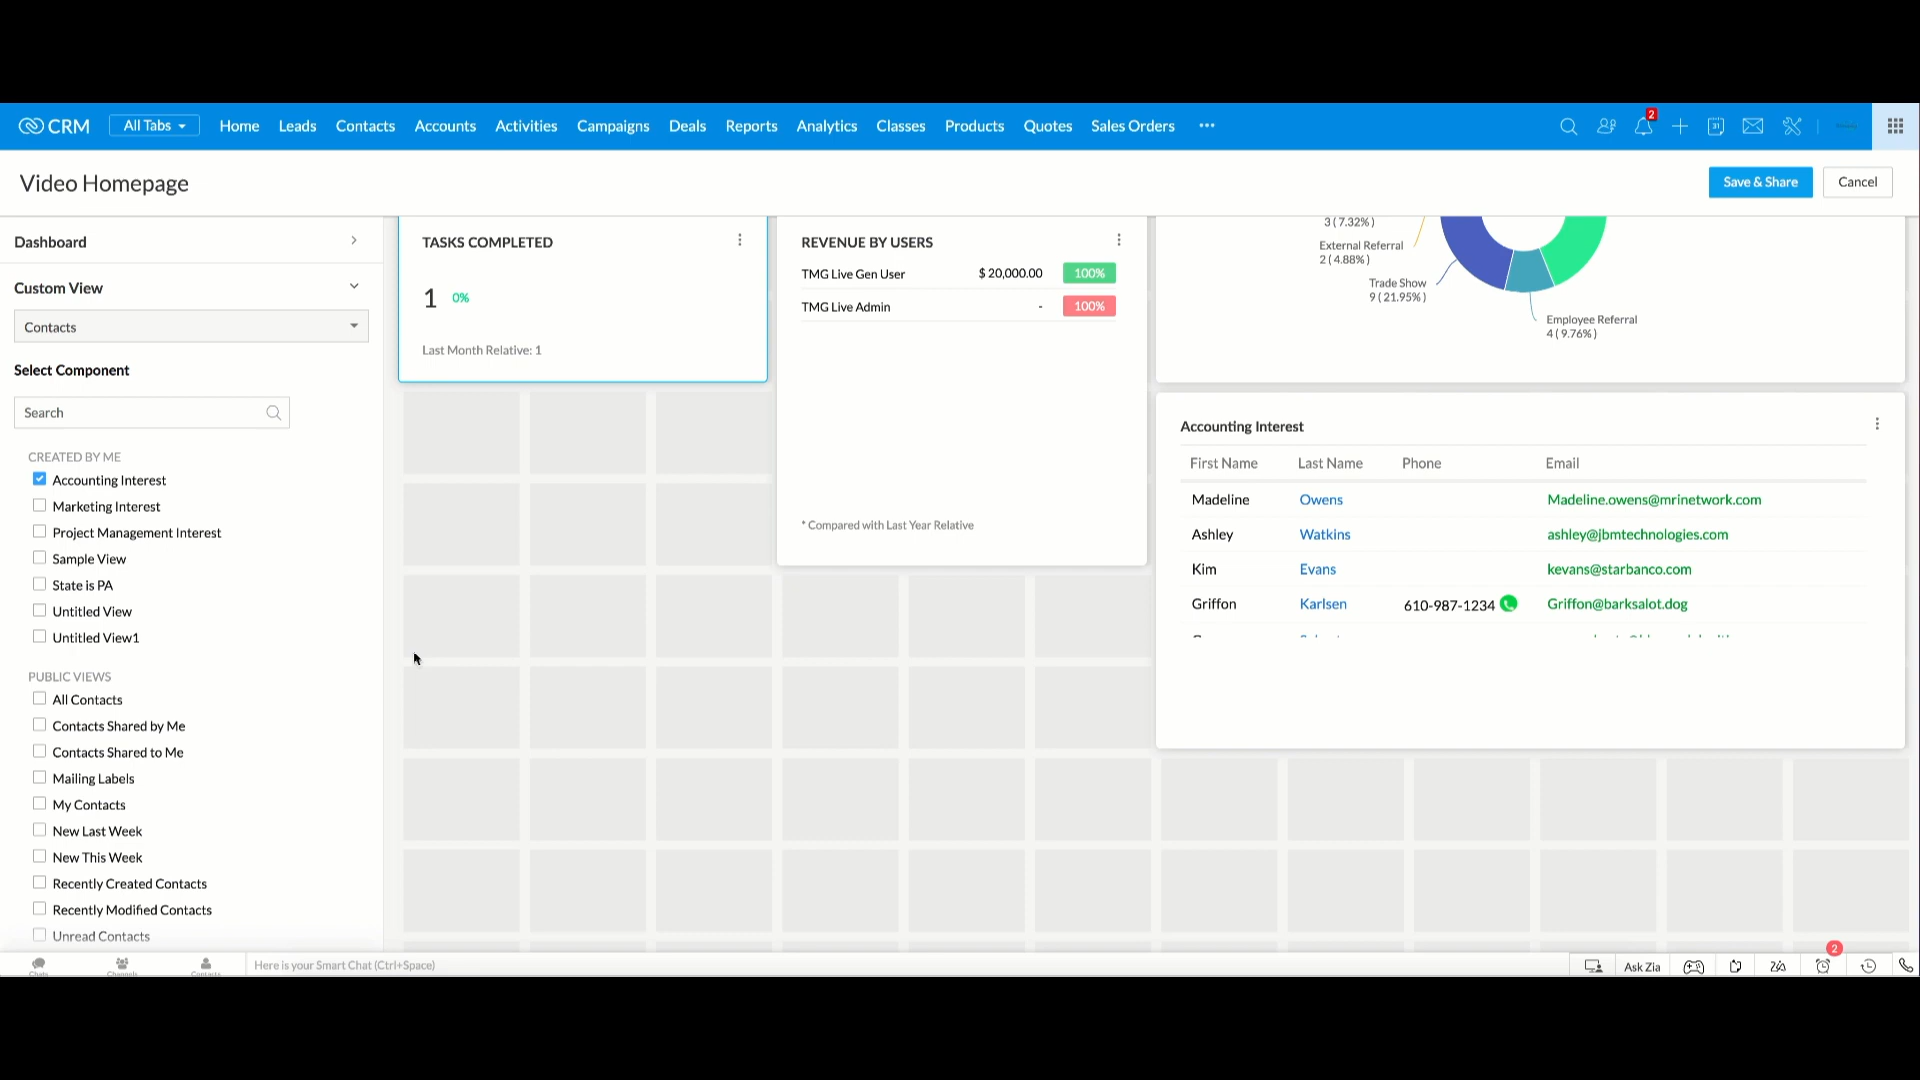 CRM
All Tabs
Home
Leads
Contacts
Accounts
Activities
Campaigns
Deals
Reports
Analytics
Classes
Products
Quotes
Sales Orders
2
31
Video Homepage
Save & Share
Cancel
Dashboard
Custom View
Contacts
Select Component
Search
CREATED BY ME
Accounting Interest
Marketing Interest
Project Management Interest
Sample View
State is PA
Untitled View
Untitled View1
PUBLIC VIEWS
All Contacts
Contacts Shared by Me
Contacts Shared to Me
Mailing Labels
My Contacts
New Last Week
New This Week
Recently Created Contacts
Recently Modified Contacts
Unread Contacts
TASKS COMPLETED
1 0%
Last Month Relative: 1
REVENUE BY USERS
TMG Live Gen User $ 20,000.00 100%
TMG Live Admin - 100%
* Compared with Last Year Relative
3 ( 7.32% )
External Referral
2 ( 4.88% )
Trade Show
9 ( 21.95% )
Employee Referral
4 ( 9.76% )
Accounting Interest
First Name Last Name Phone Email
Madeline Owens Madeline.owens@mrinetwork.com
Ashley Watkins ashley@jbmtechnologies.com
Kim Evans kevans@starbanco.com
Griffon Karlsen 610-987-1234 Griffon@barksalot.dog
Chats
Channels
Contacts
Here is your Smart Chat (Ctrl+Space)
Ask Zia
2